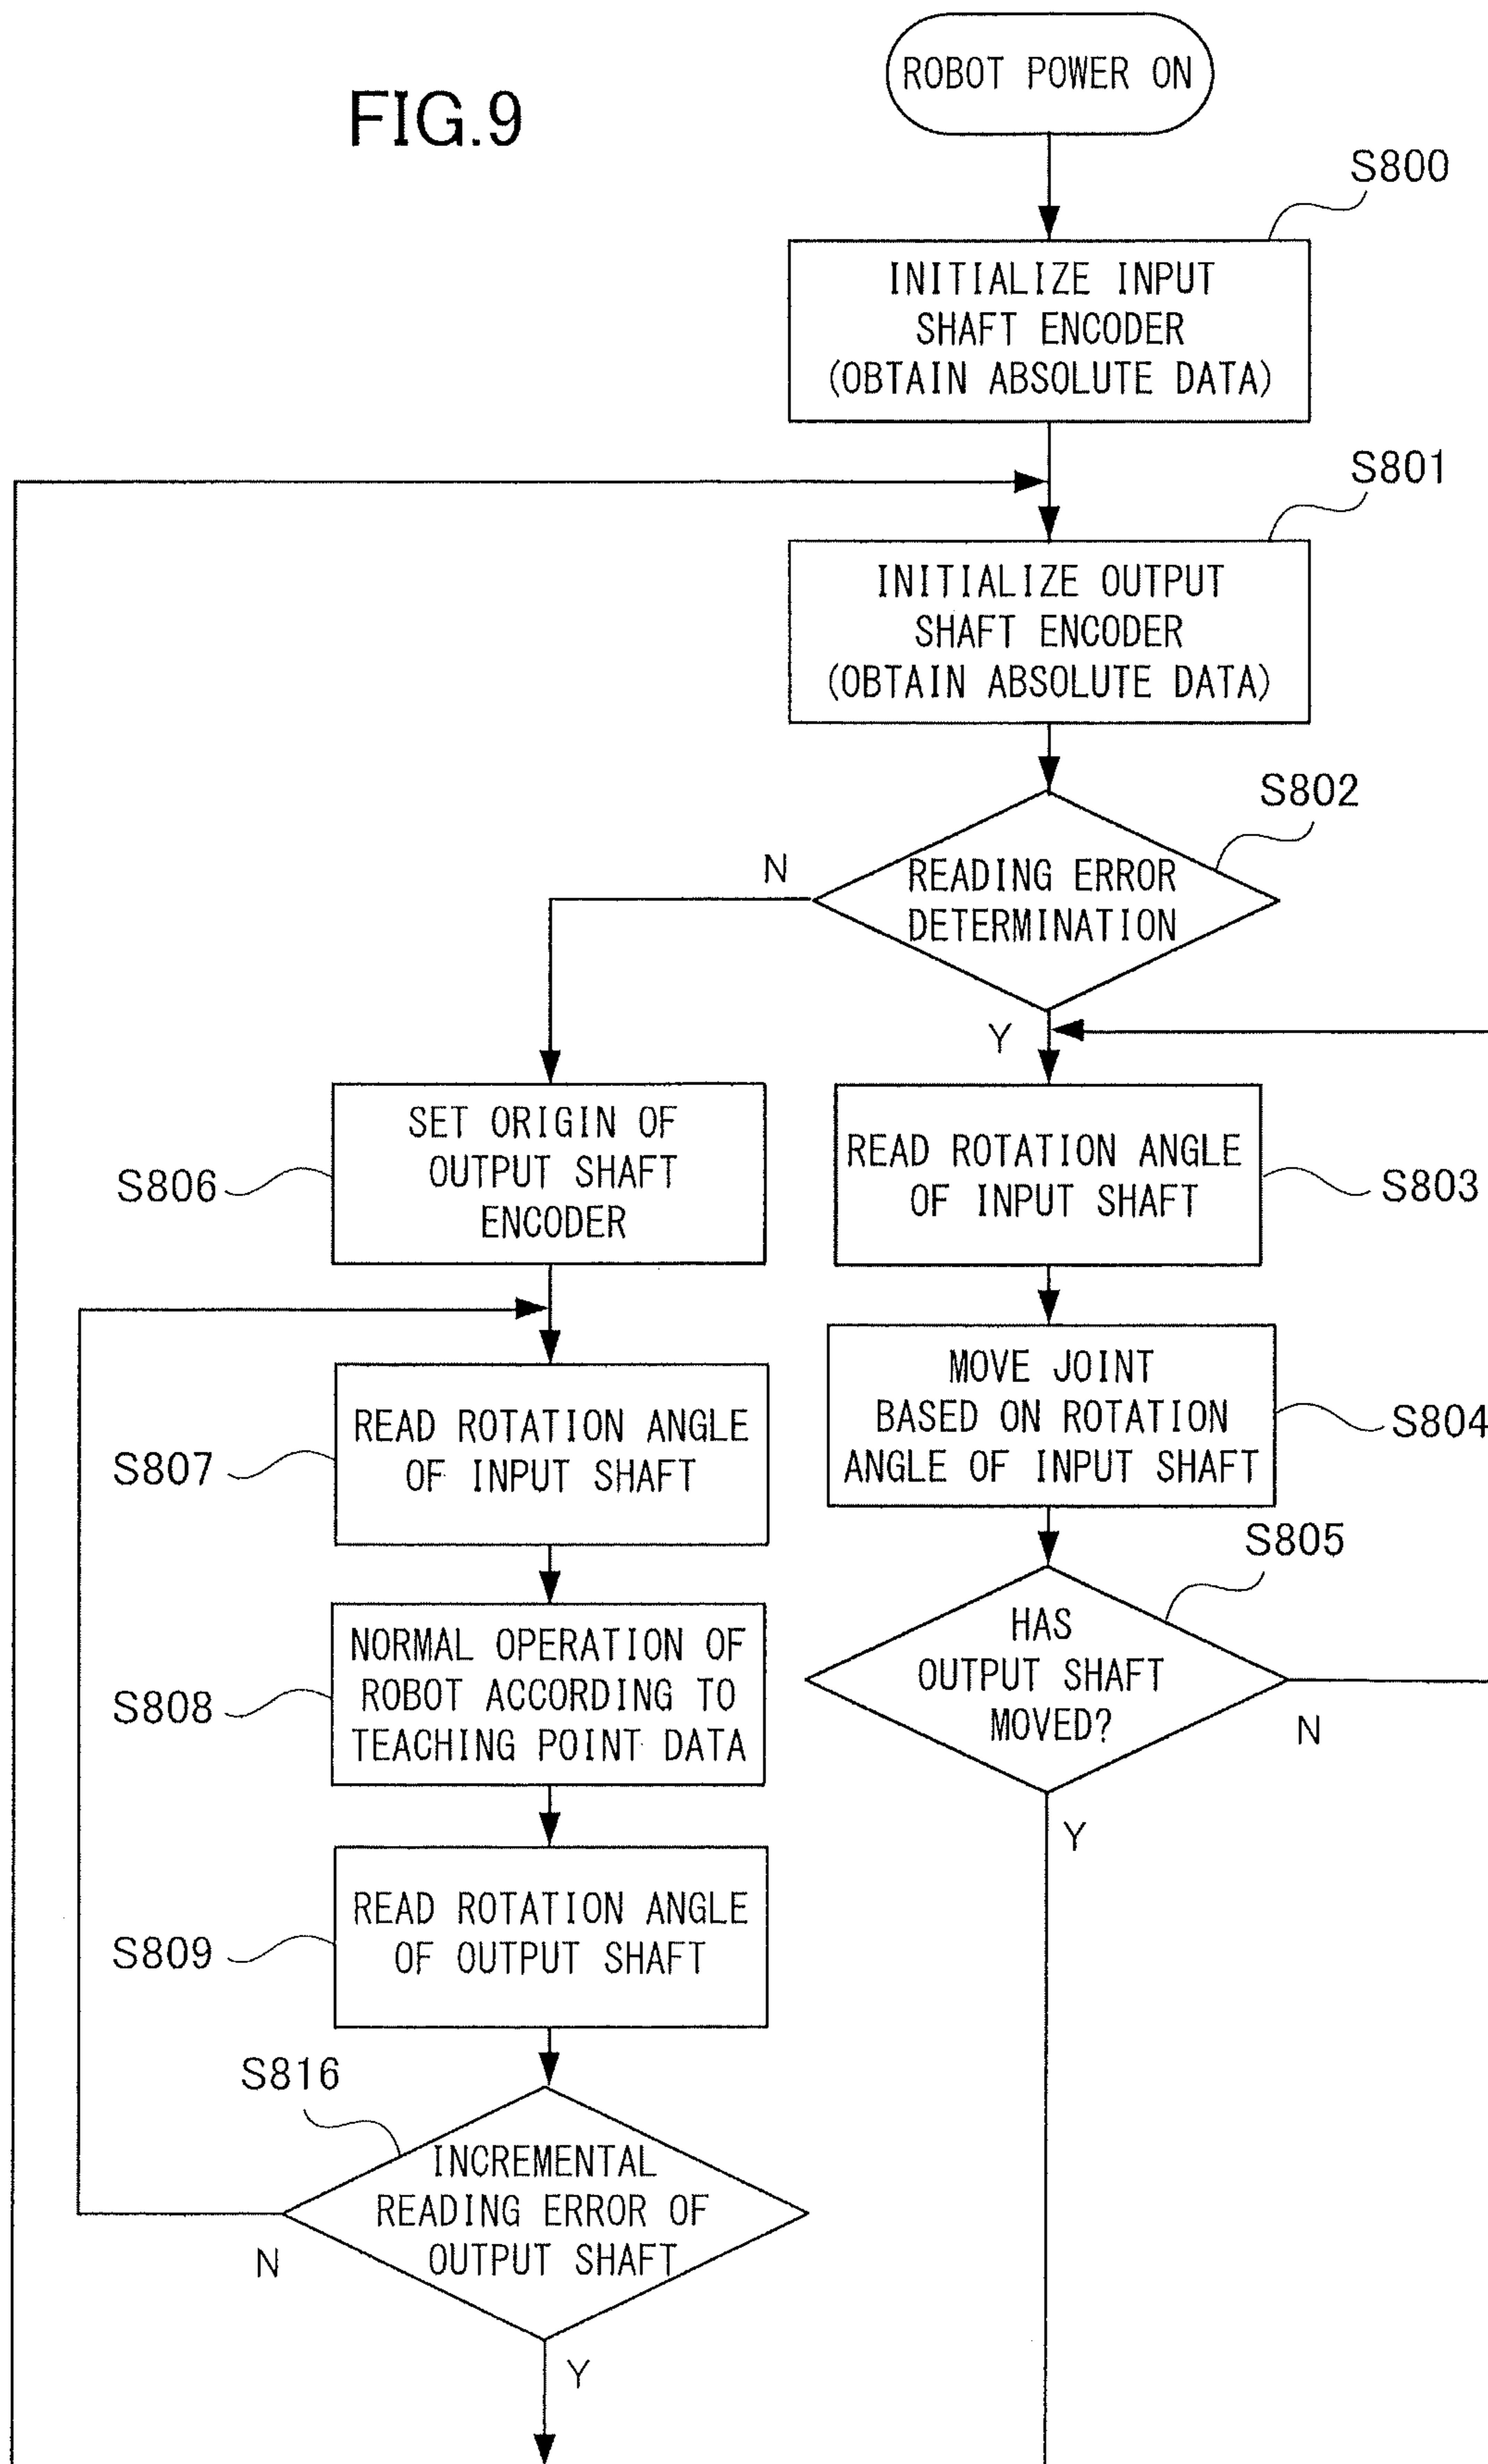 FIG.9
ROBOT POWER ON
S800
INITIALIZE INPUT
SHAFT ENCODER
(OBTAIN ABSOLUTE DATA)
S801
INITIALIZE OUTPUT
SHAFT ENCODER
(OBTAIN ABSOLUTE DATA)
S802
READING ERROR
DETERMINATION
N
Y
S806
SET ORIGIN OF
OUTPUT SHAFT
ENCODER
READ ROTATION ANGLE
OF INPUT SHAFT
S803
S807
READ ROTATION ANGLE
OF INPUT SHAFT
MOVE JOINT
BASED ON ROTATION
ANGLE OF INPUT SHAFT
S804
S805
HAS
OUTPUT SHAFT
MOVED?
N
Y
S808
NORMAL OPERATION OF
ROBOT ACCORDING TO
TEACHING POINT DATA
S809
READ ROTATION ANGLE
OF OUTPUT SHAFT
S816
INCREMENTAL
READING ERROR OF
OUTPUT SHAFT
N
Y